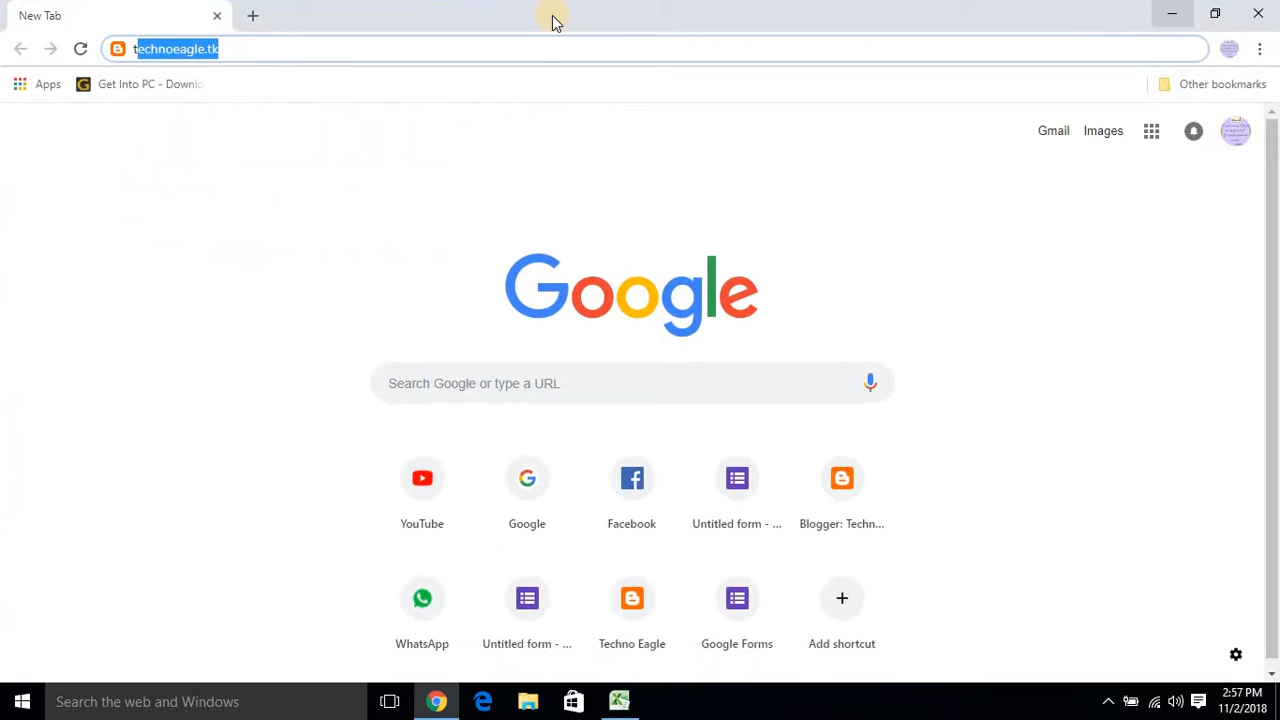 New Tab
technoeagle.tk
Apps
Get Into PC - Downlo
Other bookmarks
Gmail
Images
Google
Search Google or type a URL
YouTube
Google
Facebook
Untitled form - ...
Blogger: Techn...
WhatsApp
Untitled form - ...
Techno Eagle
Google Forms
Add shortcut
Search the web and Windows
2:57 PM
11/2/2018